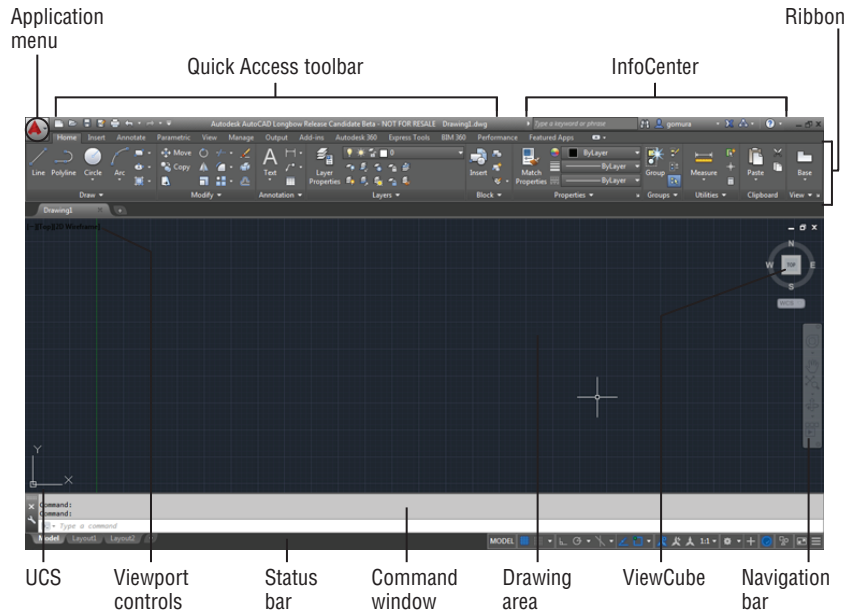 Application
menu
Ribbon
Quick Access toolbar
InfoCenter
Autodesk AutoCAD Longbow Release Candidate Beta - NOT FOR RESALE Drawing1.dwg
Type a keyword or phrase
gomura
Home Insert Annotate Parametric View Manage Output Add-ins Autodesk 360 Express Tools BIM 360 Performance Featured Apps
Line Polyline Circle Arc
Move
Copy
Text
Layer
Properties
0
Insert
Match
Properties
ByLayer
ByLayer
ByLayer
Group
Measure
Paste
Base
Draw Modify Annotation Layers Block Properties Groups Utilities Clipboard View
Drawing1
[−][Top][2D Wireframe]
N
W TOP E
S
WCS
Y
X
Command:
Command:
Type a command
Model Layout1 Layout2
MODEL
1:1
UCS
Viewport
controls
Status
bar
Command
window
Drawing
area
ViewCube
Navigation
bar